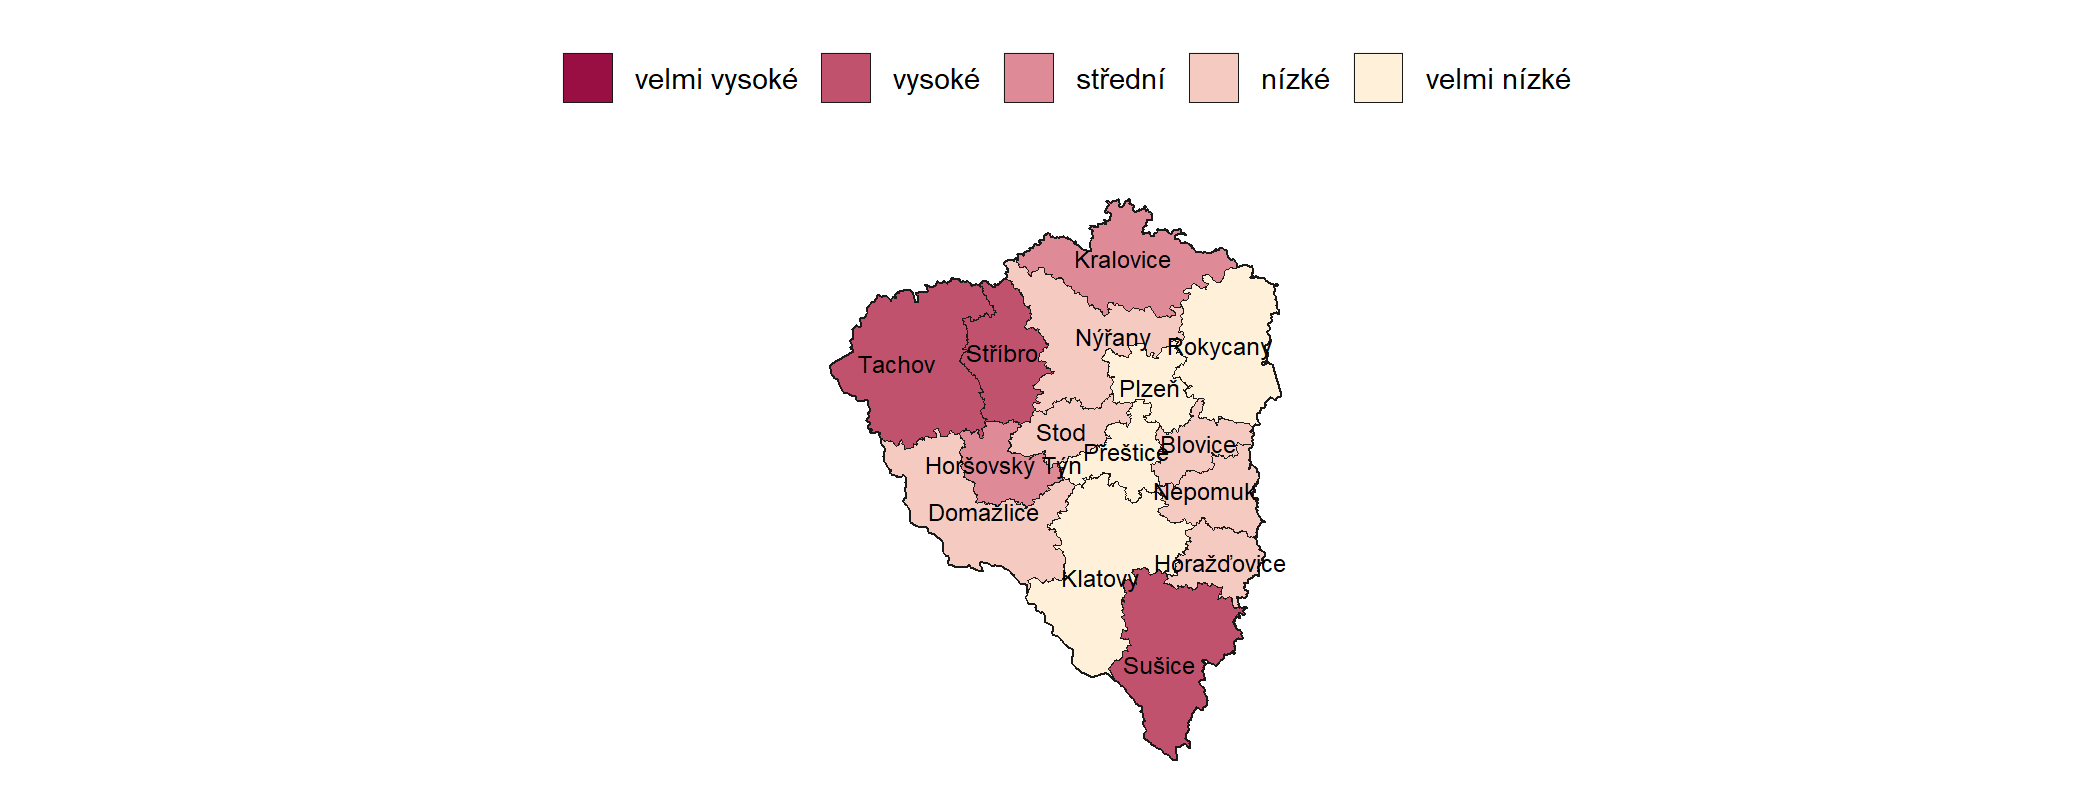 velmi vysoké
vysoké
střední
nízké
velmi nízké
Kralovice
Nýřany
Rokycany
Stříbro
Tachov
Plzeň
Stod
Blovice
Přeštice
Horšovský Týn
Nepomuk
Domažlice
Horažďovice
Klatovy
Sušice